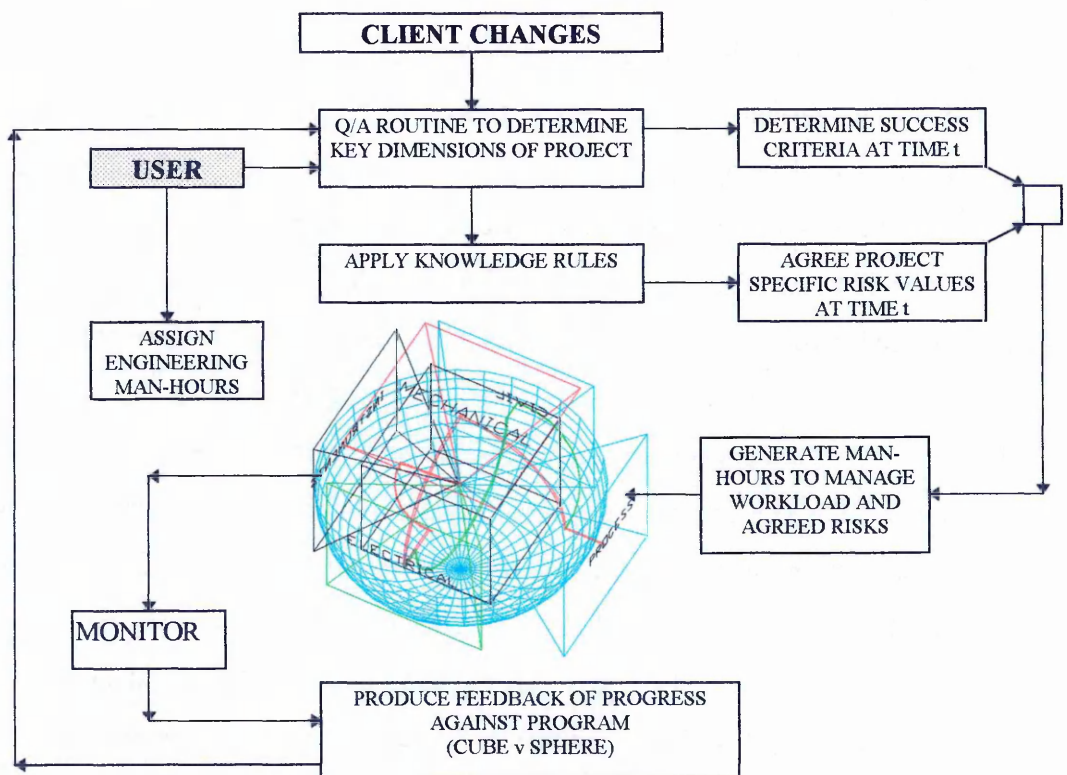 CLIENT CHANGES
Q/A ROUTINE TO DETERMINE
KEY DIMENSIONS OF PROJECT
DETERMINE SUCCESS
CRITERIA AT TIME t
USER
APPLY KNOWLEDGE RULES
AGREE PROJECT
SPECIFIC RISK VALUES
AT TIME t
ASSIGN
ENGINEERING
MAN-HOURS
MECHANICAL
ELECTRICAL
PROCESS
GENERATE MAN-
HOURS TO MANAGE
WORKLOAD AND
AGREED RISKS
MONITOR
PRODUCE FEEDBACK OF PROGRESS
AGAINST PROGRAM
(CUBE v SPHERE)